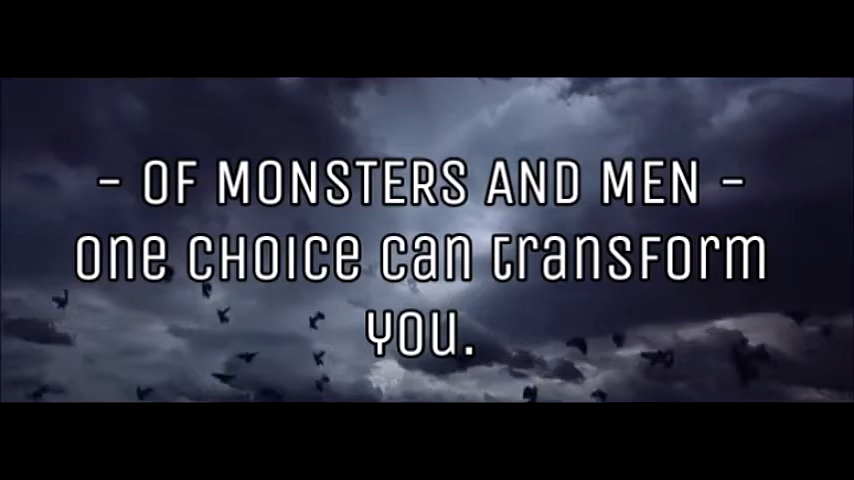 - OF MONSTERS AND MEN -
one choice can transform
you.